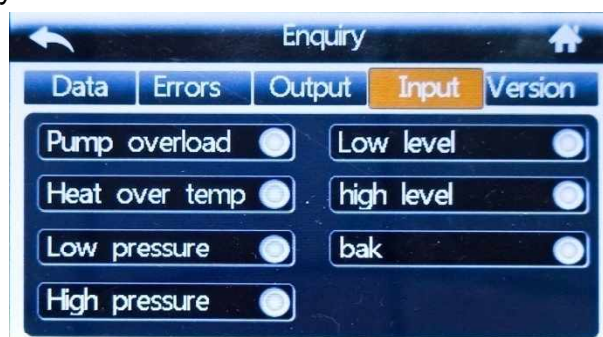 y
Enquiry
Data Errors Output Input Version
Pump overload Low level
Heat over temp high level
Low pressure bak
High pressure